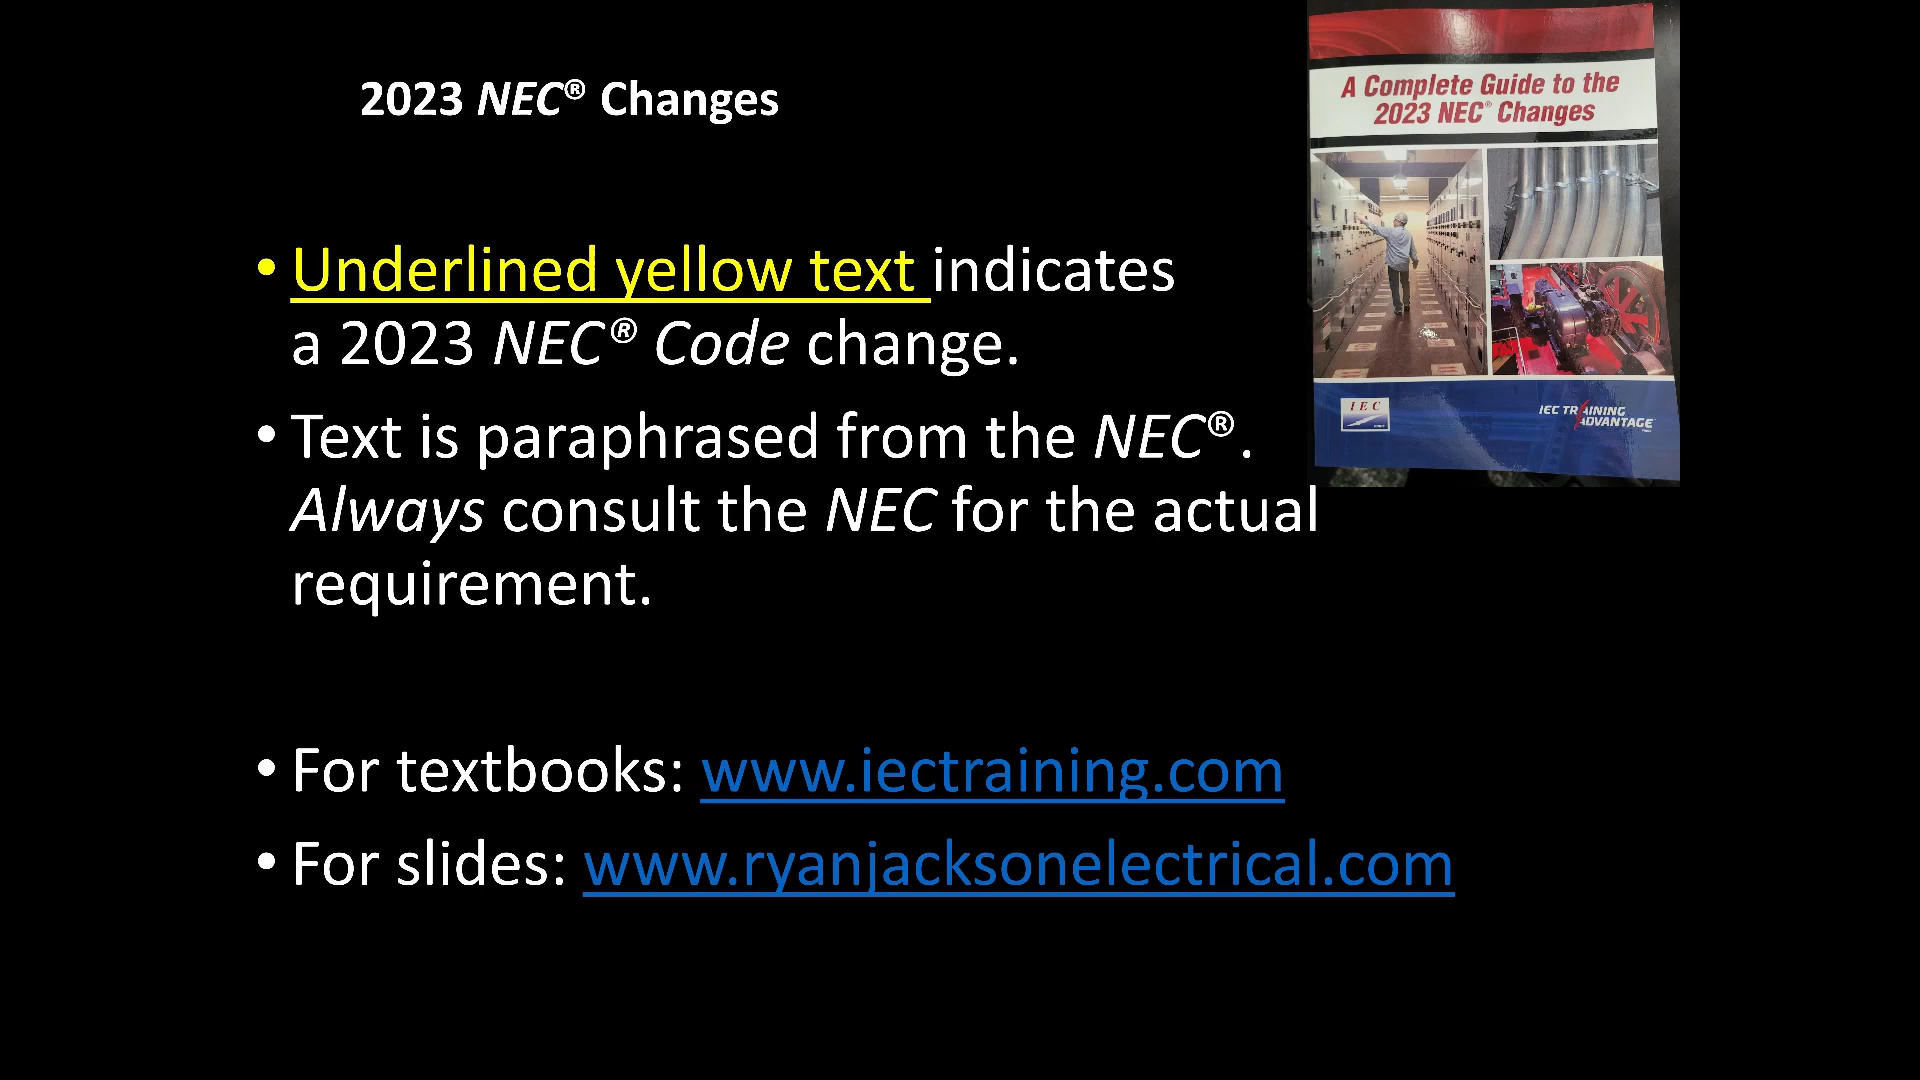 2023 NEC® Changes
• Underlined yellow text indicates
a 2023 NEC® Code change.
• Text is paraphrased from the NEC®.
Always consult the NEC for the actual
requirement.
• For textbooks: www.iectraining.com
• For slides: www.ryanjacksonelectrical.com
A Complete Guide to the
2023 NEC® Changes
IEC
IEC TRAINING
ADVANTAGE